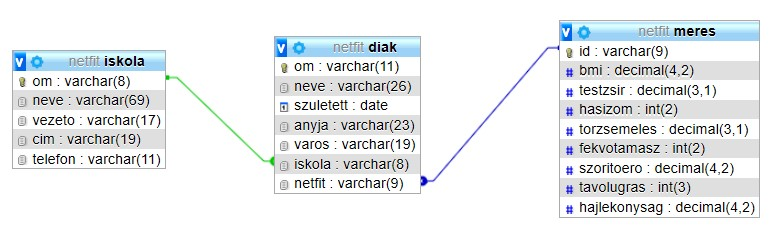 netfit iskola
om : varchar(8)
neve : varchar(69)
vezeto : varchar(17)
cim : varchar(19)
telefon : varchar(11)
netfit diak
om : varchar(11)
neve : varchar(26)
szuletett : date
anyja : varchar(23)
varos : varchar(19)
iskola : varchar(8)
netfit : varchar(9)
netfit meres
id : varchar(9)
bmi : decimal(4,2)
testzsir : decimal(3,1)
hasizom : int(2)
torzsemeles : decimal(3,1)
fekvotamasz : int(2)
szoritoero : decimal(4,2)
tavolugras : int(3)
hajlekonysag : decimal(4,2)